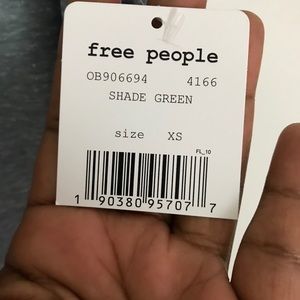 free people
OB906694 4166
SHADE GREEN
size XS
FL_10
1 90380 95707 7